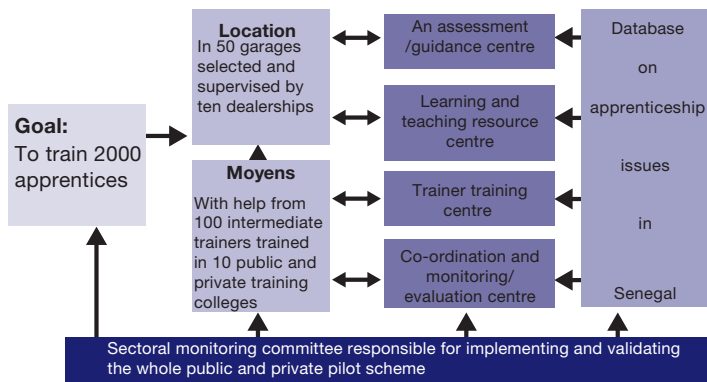 Goal:
To train 2000
apprentices
Location
In 50 garages
selected and
supervised by
ten dealerships
Moyens
With help from
100 intermediate
trainers trained
in 10 public and
private training
colleges
An assessment
/guidance centre
Learning and
teaching resource
centre
Trainer training
centre
Co-ordination and
monitoring/
evaluation centre
Database
on
apprenticeship
issues
in
Senegal
Sectoral monitoring committee responsible for implementing and validating
the whole public and private pilot scheme